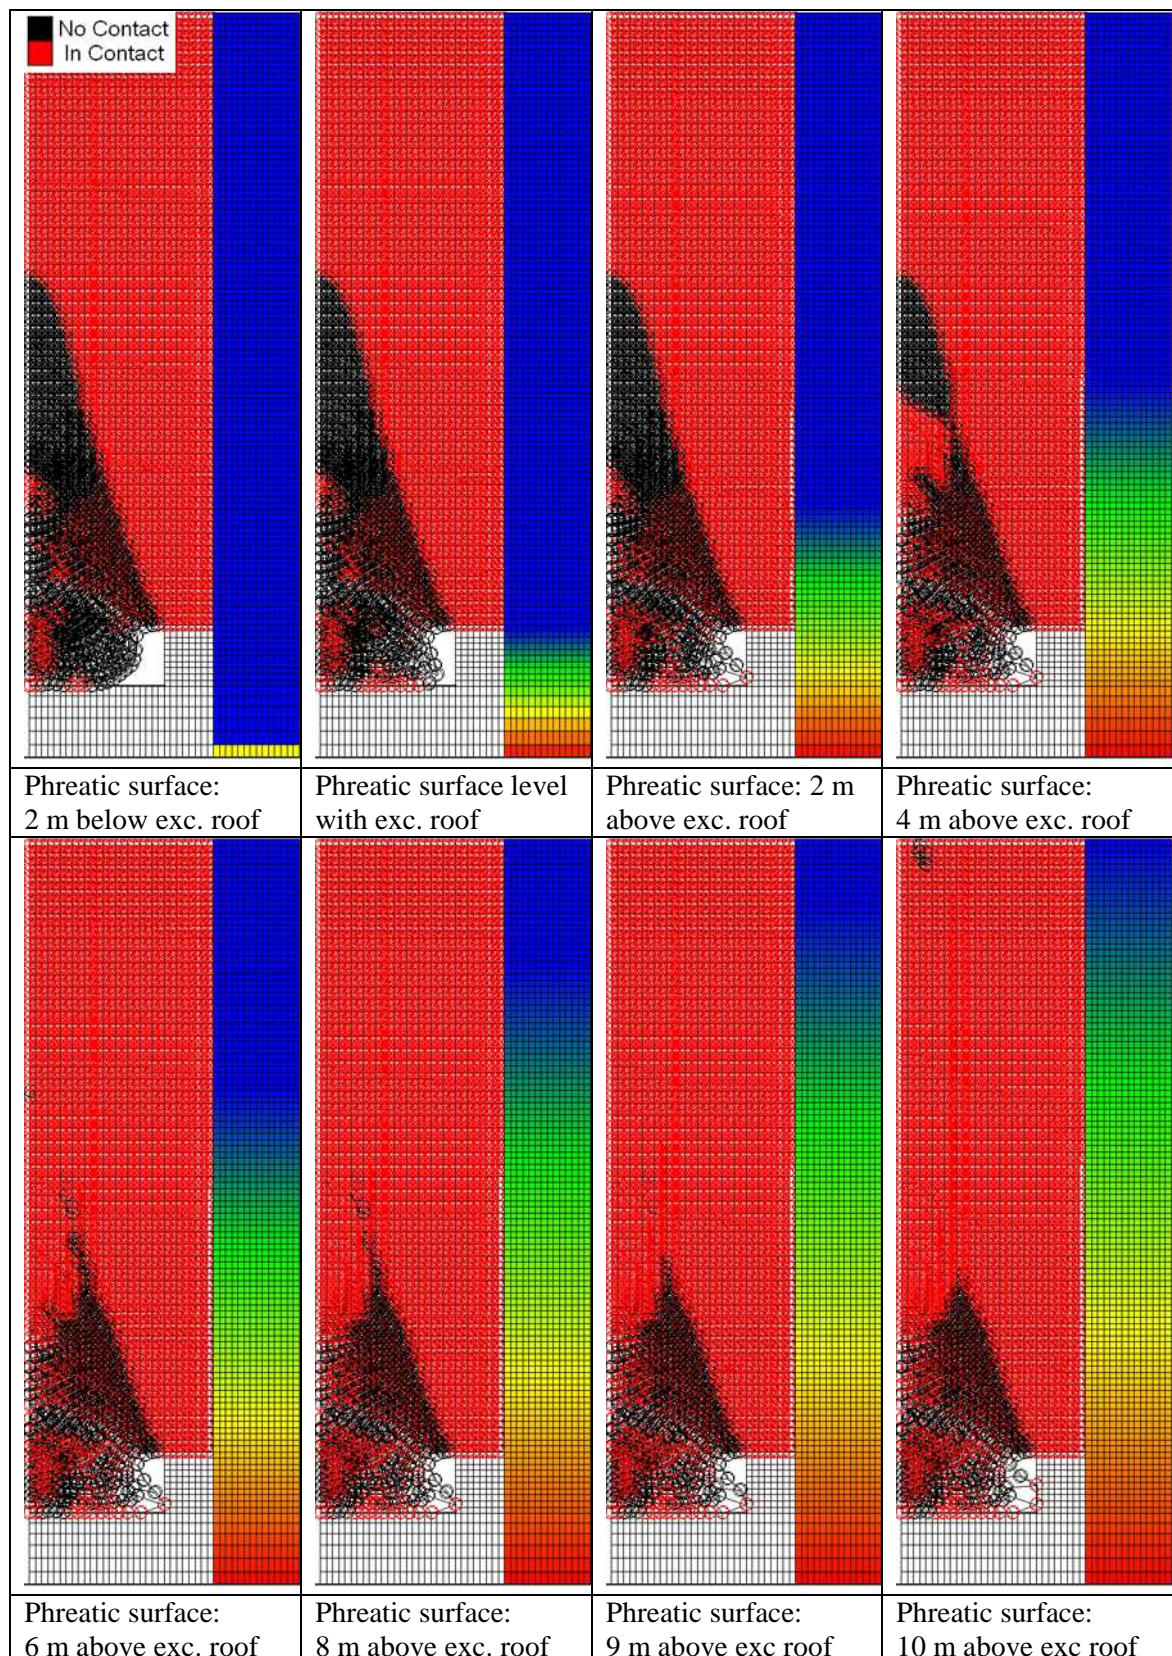 No Contact
In Contact
Phreatic surface:
2 m below exc. roof
Phreatic surface level
with exc. roof
Phreatic surface: 2 m
above exc. roof
Phreatic surface:
4 m above exc. roof
Phreatic surface:
6 m above exc. roof
Phreatic surface:
8 m above exc. roof
Phreatic surface:
9 m above exc roof
Phreatic surface:
10 m above exc roof